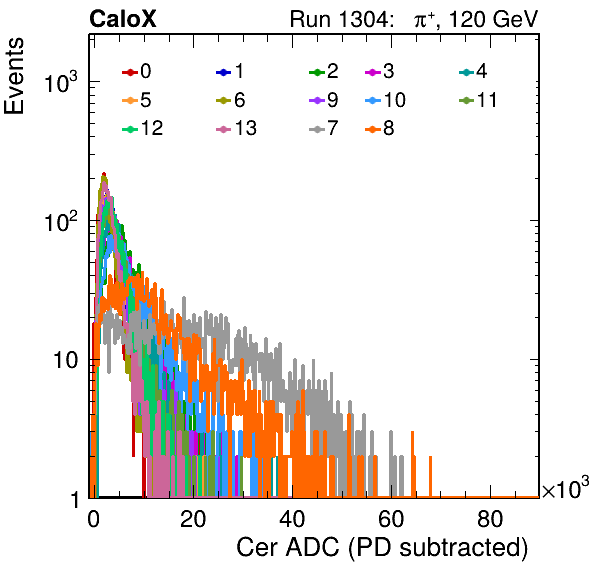 CaloX Run 1304: π⁺, 120 GeV
Events
10³
10²
10
1
0 1 2 3 4
5 6 9 10 11
12 13 7 8
0 20 40 60 80 ×10³
Cer ADC (PD subtracted)